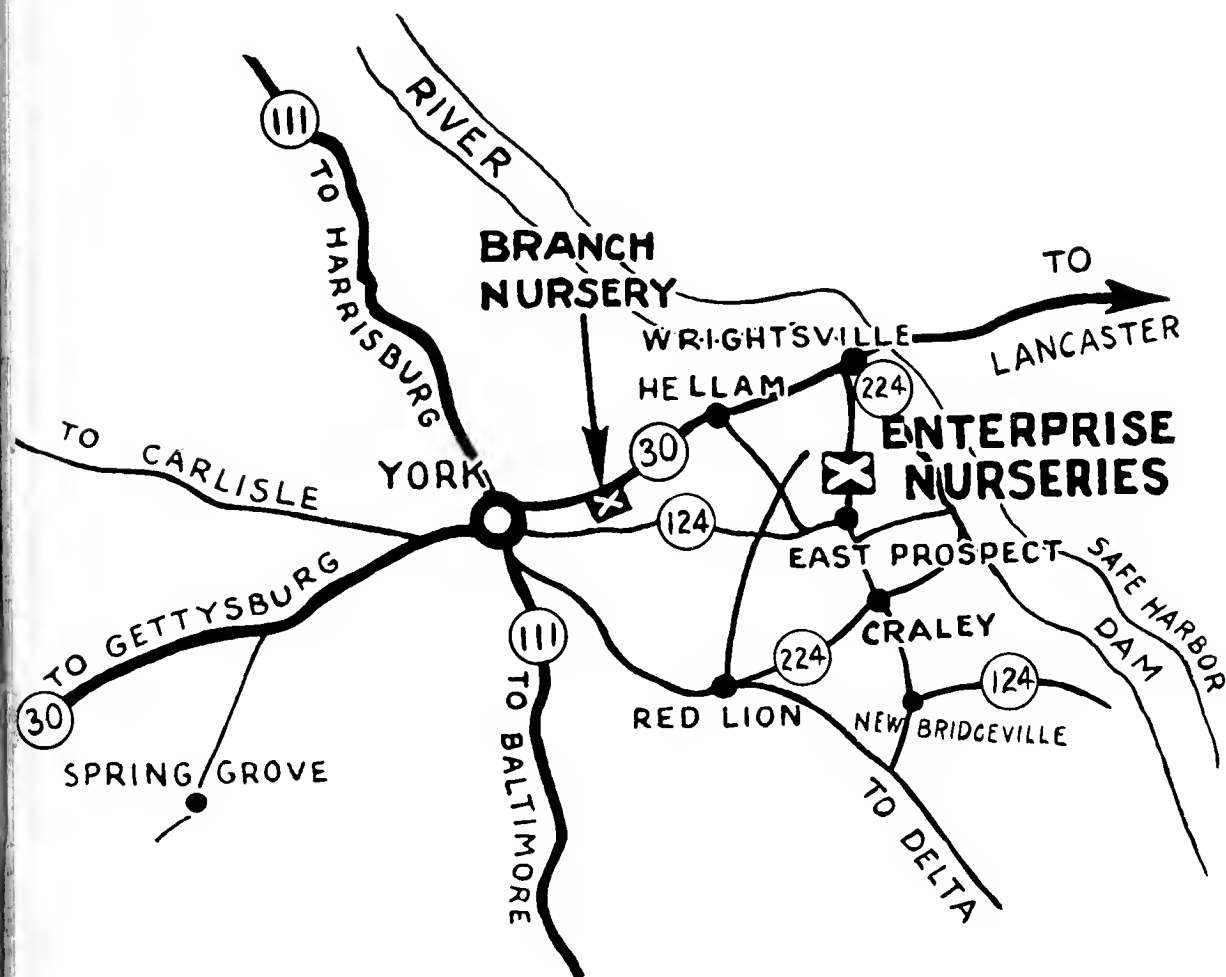 111
TO HARRISBURG
RIVER
BRANCH
NURSERY
TO
LANCASTER
WRIGHTSVILLE
HELLAM
224
30
ENTERPRISE
NURSERIES
TO CARLISLE
YORK
124
EAST PROSPECT
SAFE HARBOR
DAM
TO GETTYSBURG
30
111
TO BALTIMORE
CRALEY
224
RED LION
124
NEW BRIDGEVILLE
SPRING GROVE
TO DELTA